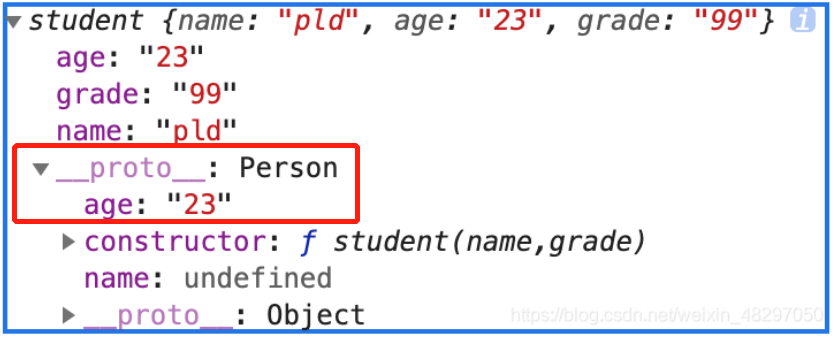 ▼student {name: "pld", age: "23", grade: "99"} i
age: "23"
grade: "99"
name: "pld"
▼__proto__: Person
age: "23"
▶constructor: ƒ student(name,grade)
name: undefined
▶__proto__: Object
https://blog.csdn.net/weixin_48297050